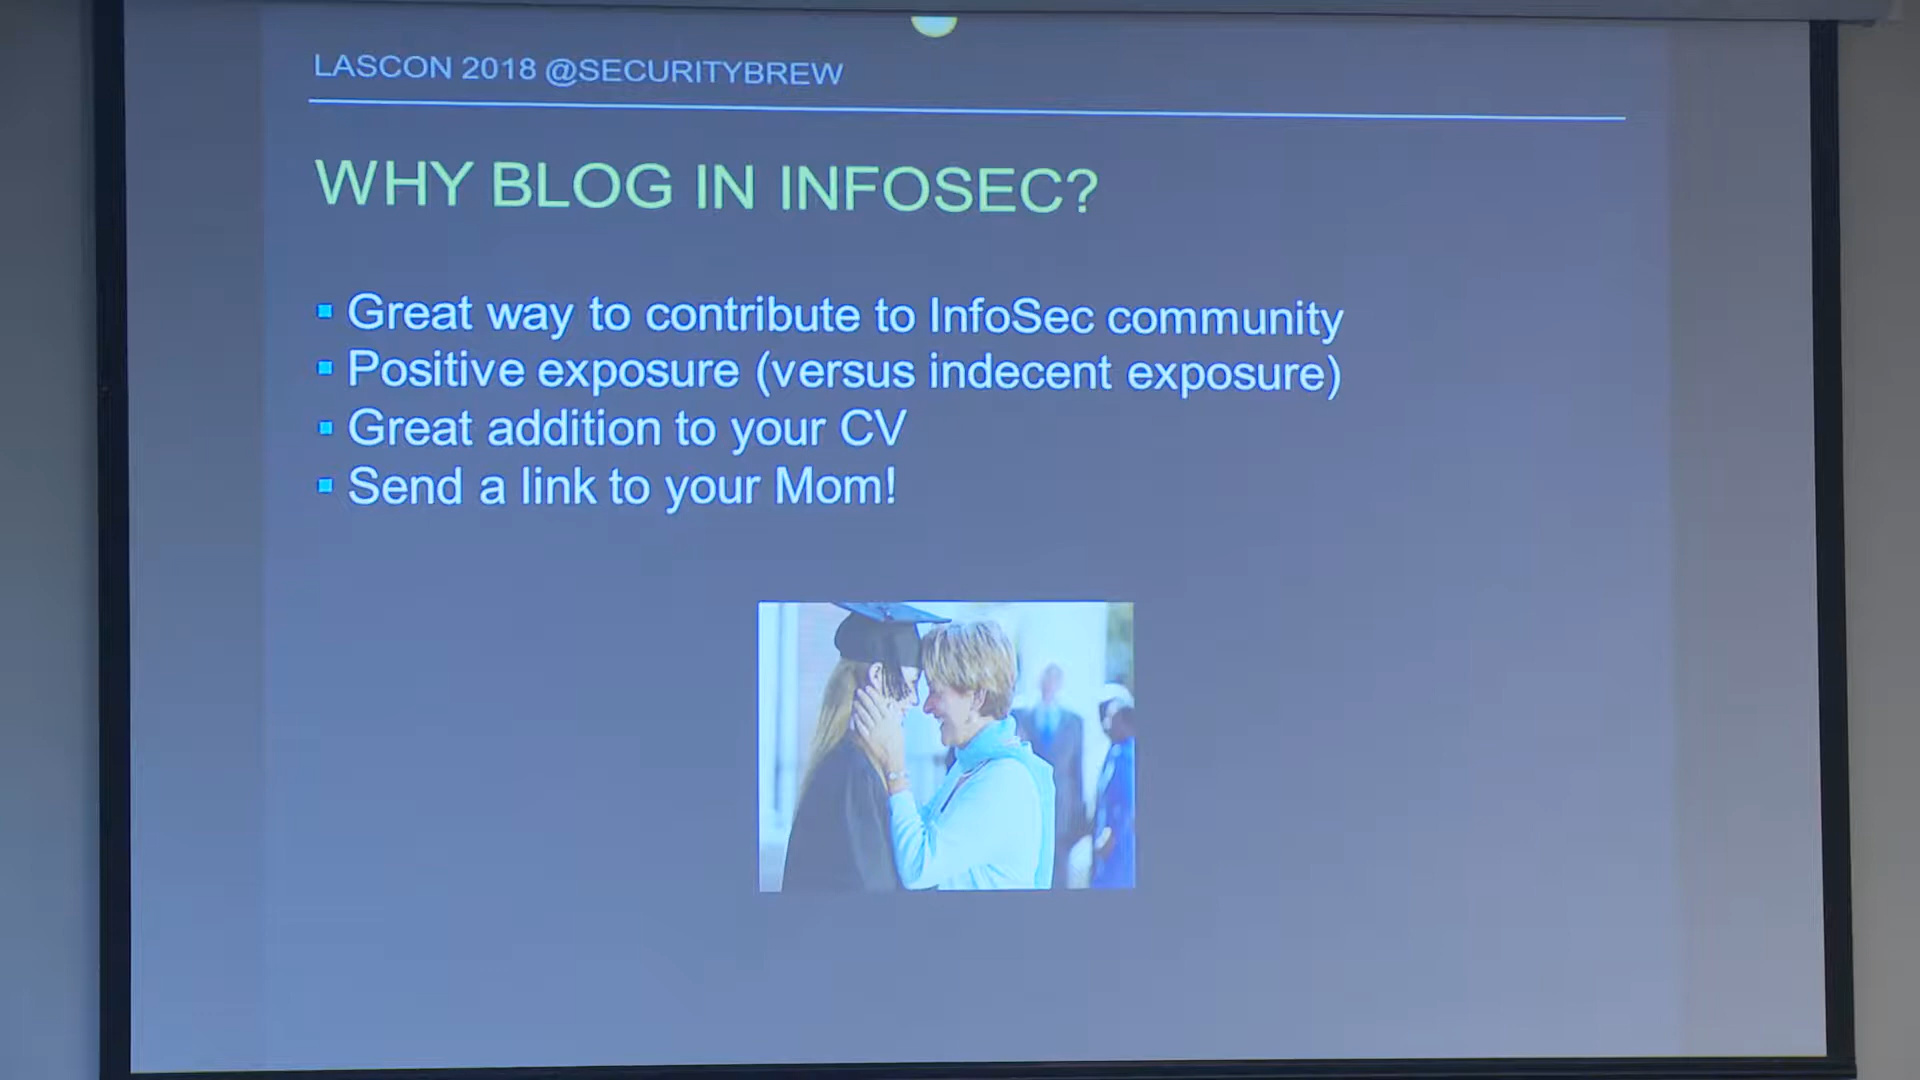 LASCON 2018 @SECURITYBREW
WHY BLOG IN INFOSEC?
▪ Great way to contribute to InfoSec community
▪ Positive exposure (versus indecent exposure)
▪ Great addition to your CV
▪ Send a link to your Mom!